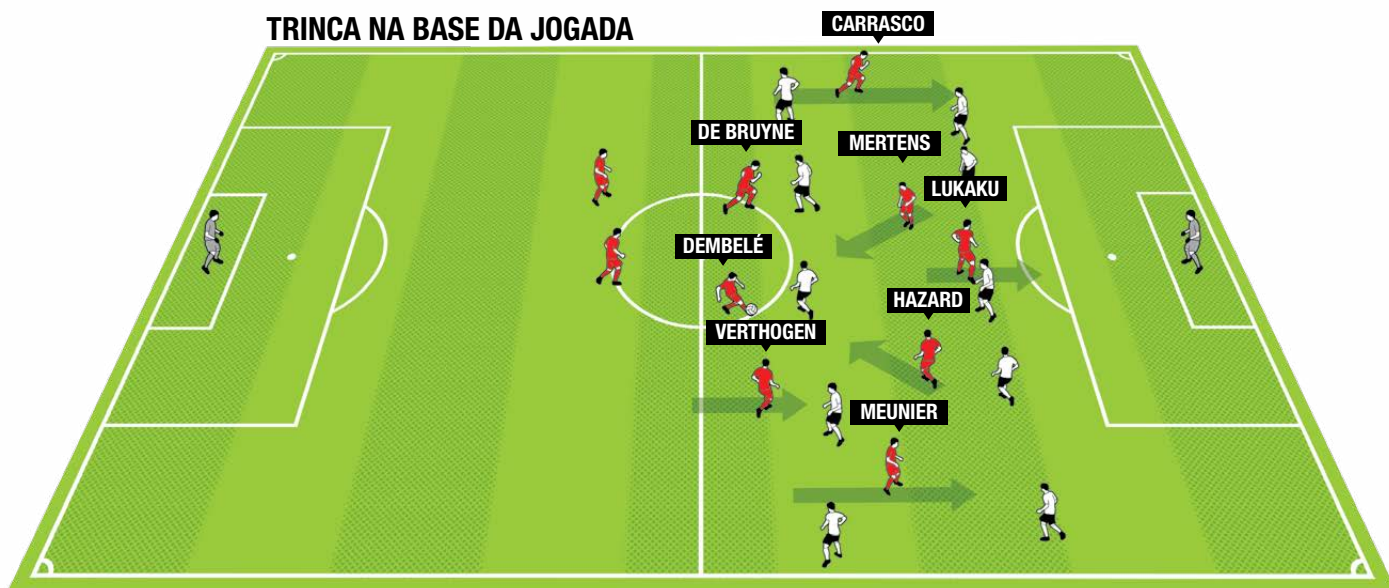 TRINCA NA BASE DA JOGADA
CARRASCO
DE BRUYNE
MERTENS
LUKAKU
DEMBELÉ
HAZARD
VERTHOGEN
MEUNIER